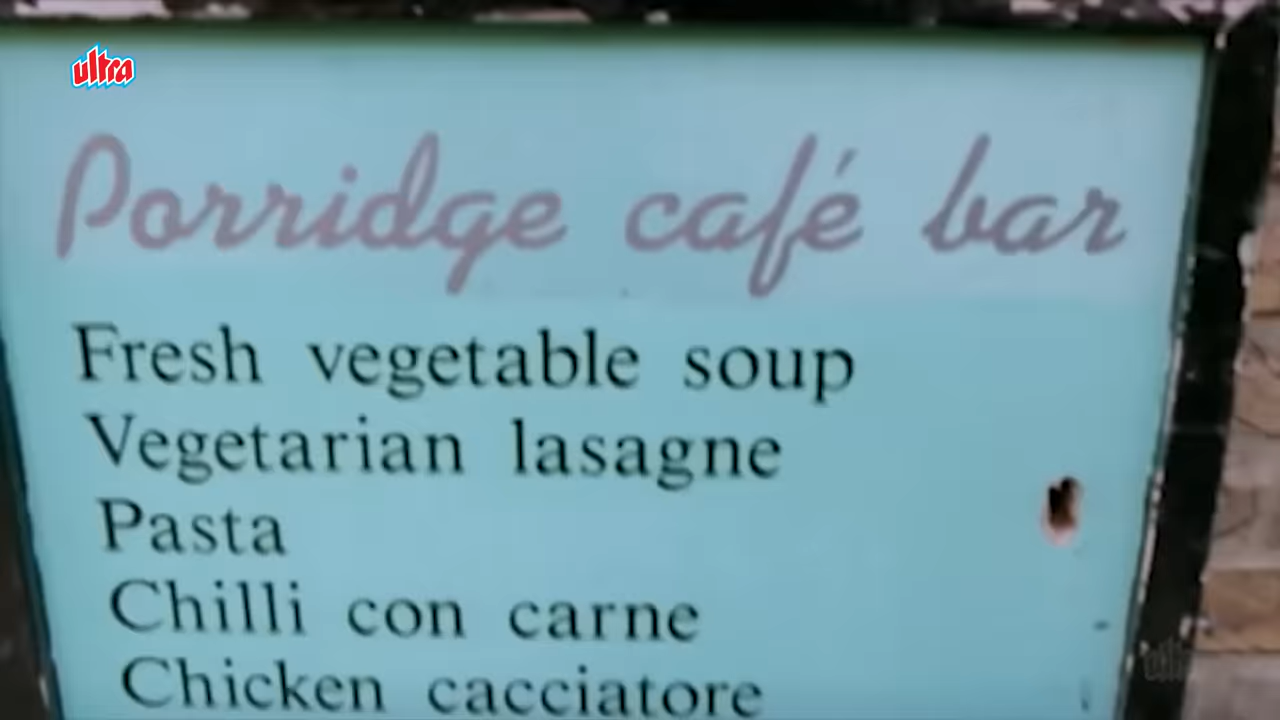 ultra
Porridge café bar
Fresh vegetable soup
Vegetarian lasagne
Pasta
Chilli con carne
Chicken cacciatore